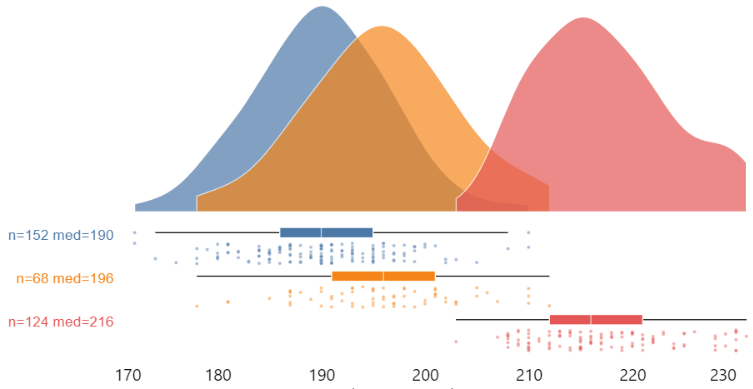 n=152 med=190
n=68 med=196
n=124 med=216
170 180 190 200 210 220 230